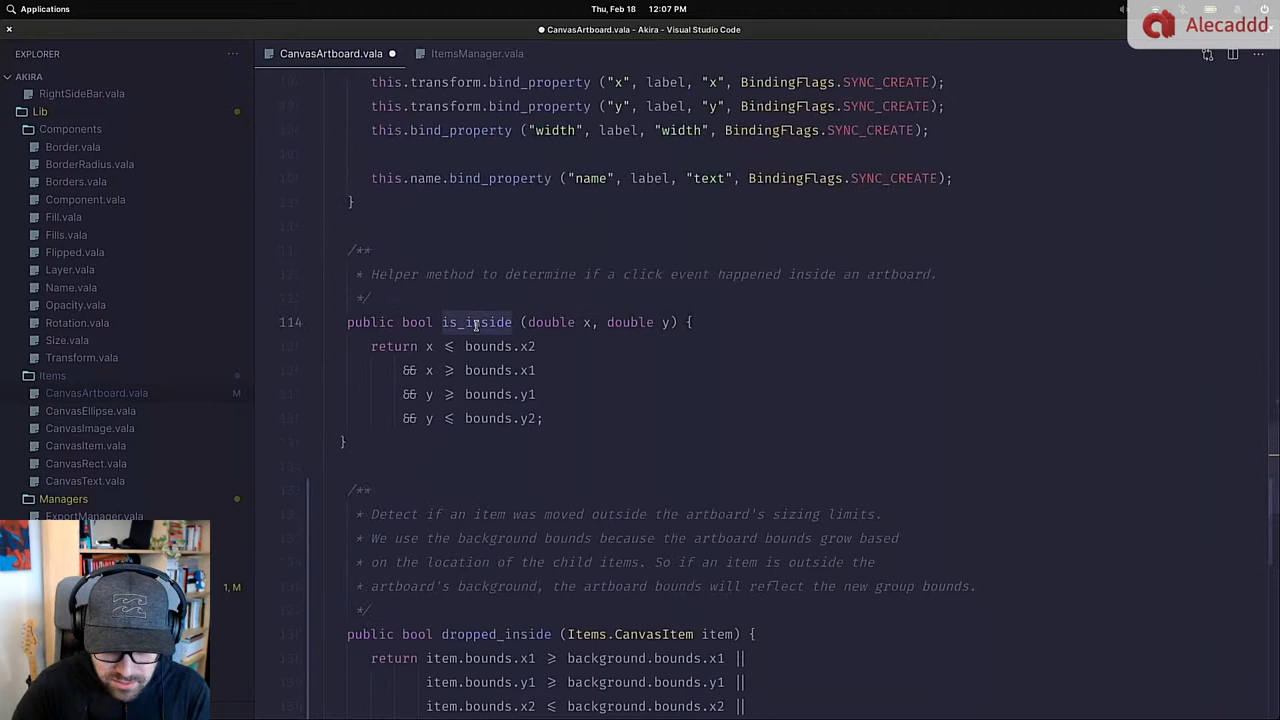 Applications
Thu, Feb 18 12:07 PM
CanvasArtboard.vala - Akira - Visual Studio Code
Alecaddd
EXPLORER
CanvasArtboard.vala
ItemsManager.vala
AKIRA
RightSideBar.vala
Lib
Components
Border.vala
BorderRadius.vala
Borders.vala
Component.vala
Fill.vala
Fills.vala
Flipped.vala
Layer.vala
Name.vala
Opacity.vala
Rotation.vala
Size.vala
Transform.vala
Items
CanvasArtboard.vala M
CanvasEllipse.vala
CanvasImage.vala
CanvasItem.vala
CanvasRect.vala
CanvasText.vala
Managers
ExportManager.vala
1, M
this.transform.bind_property ("x", label, "x", BindingFlags.SYNC_CREATE);
this.transform.bind_property ("y", label, "y", BindingFlags.SYNC_CREATE);
this.bind_property ("width", label, "width", BindingFlags.SYNC_CREATE);
this.name.bind_property ("name", label, "text", BindingFlags.SYNC_CREATE);
}
/**
* Helper method to determine if a click event happened inside an artboard.
*/
114 public bool is_inside (double x, double y) {
return x <= bounds.x2
&& x >= bounds.x1
&& y >= bounds.y1
&& y <= bounds.y2;
}
/**
* Detect if an item was moved outside the artboard's sizing limits.
* We use the background bounds because the artboard bounds grow based
* on the location of the child items. So if an item is outside the
* artboard's background, the artboard bounds will reflect the new group bounds.
*/
public bool dropped_inside (Items.CanvasItem item) {
return item.bounds.x1 >= background.bounds.x1 ||
item.bounds.y1 >= background.bounds.y1 ||
item.bounds.x2 <= background.bounds.x2 ||